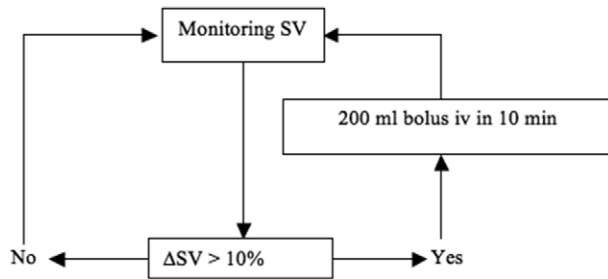 Monitoring SV
200 ml bolus iv in 10 min
No
ΔSV > 10%
Yes